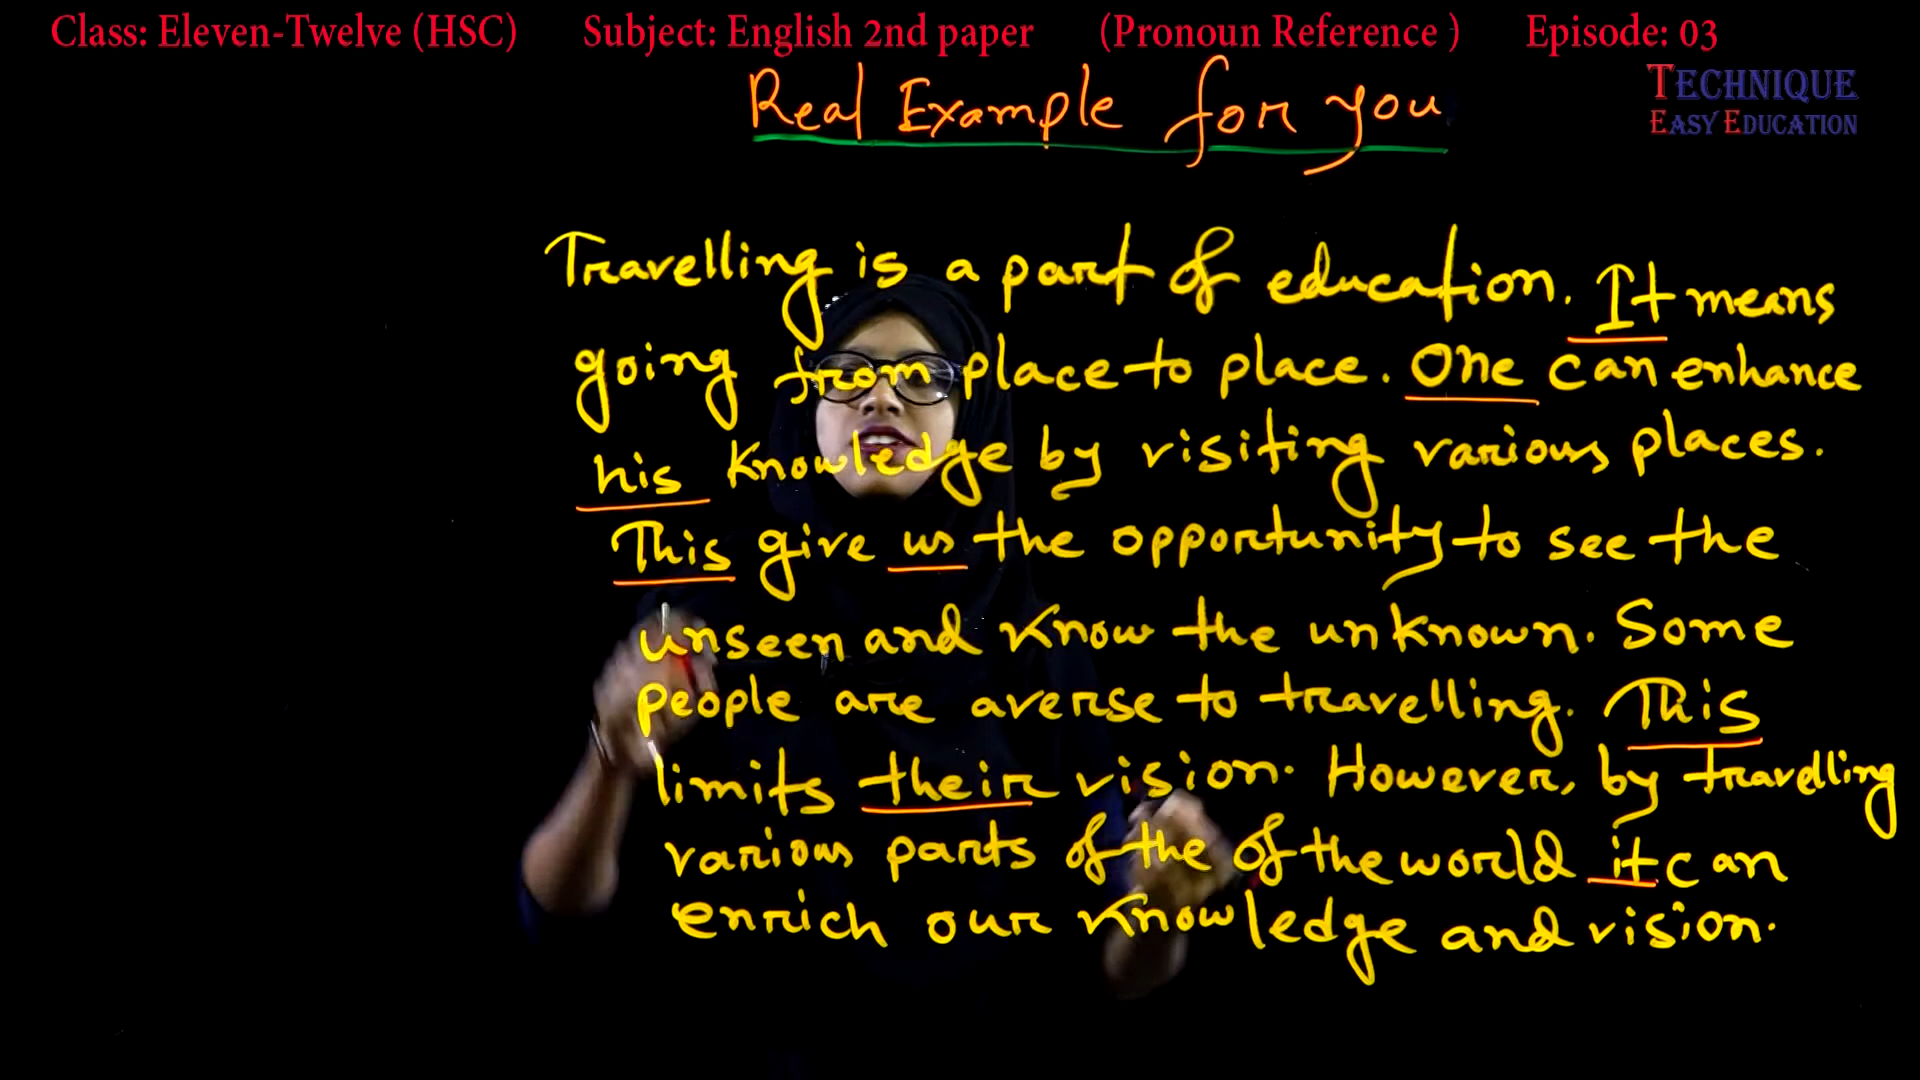 Class: Eleven-Twelve (HSC) Subject: English 2nd paper (Pronoun Reference ) Episode: 03
TECHNIQUE
EASY EDUCATION
Real Example for you
Travelling is a part of education. It means
going from place to place. One can enhance
his knowledge by visiting various places.
This give us the opportunity to see the
unseen and know the unknown. Some
people are averse to travelling. This
limits their vision. However, by travelling
various parts of the of the world it can
enrich our knowledge and vision.